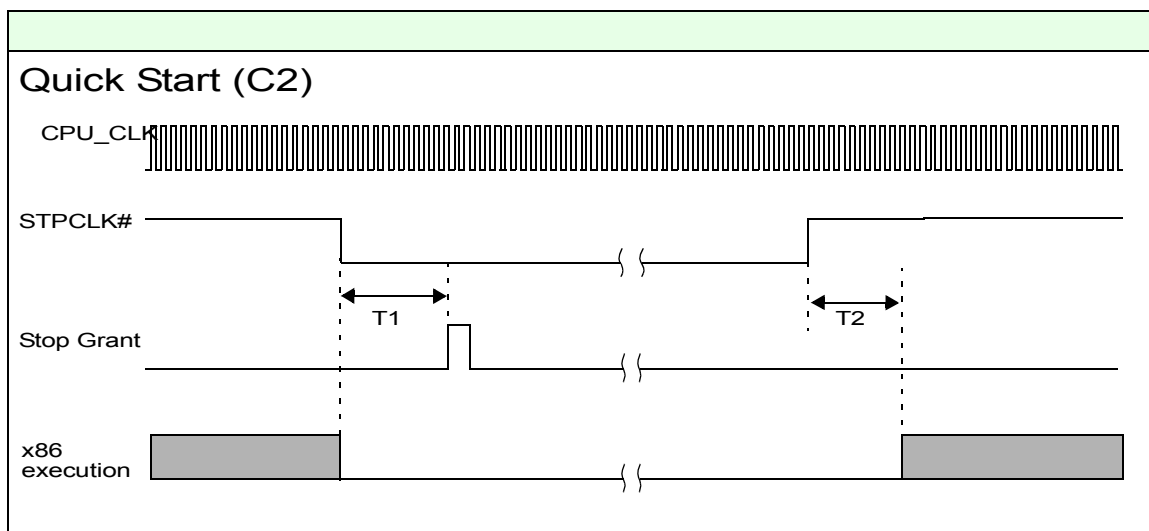 Quick Start (C2)
CPU_CLK
STPCLK#
T1
T2
Stop Grant
x86
execution